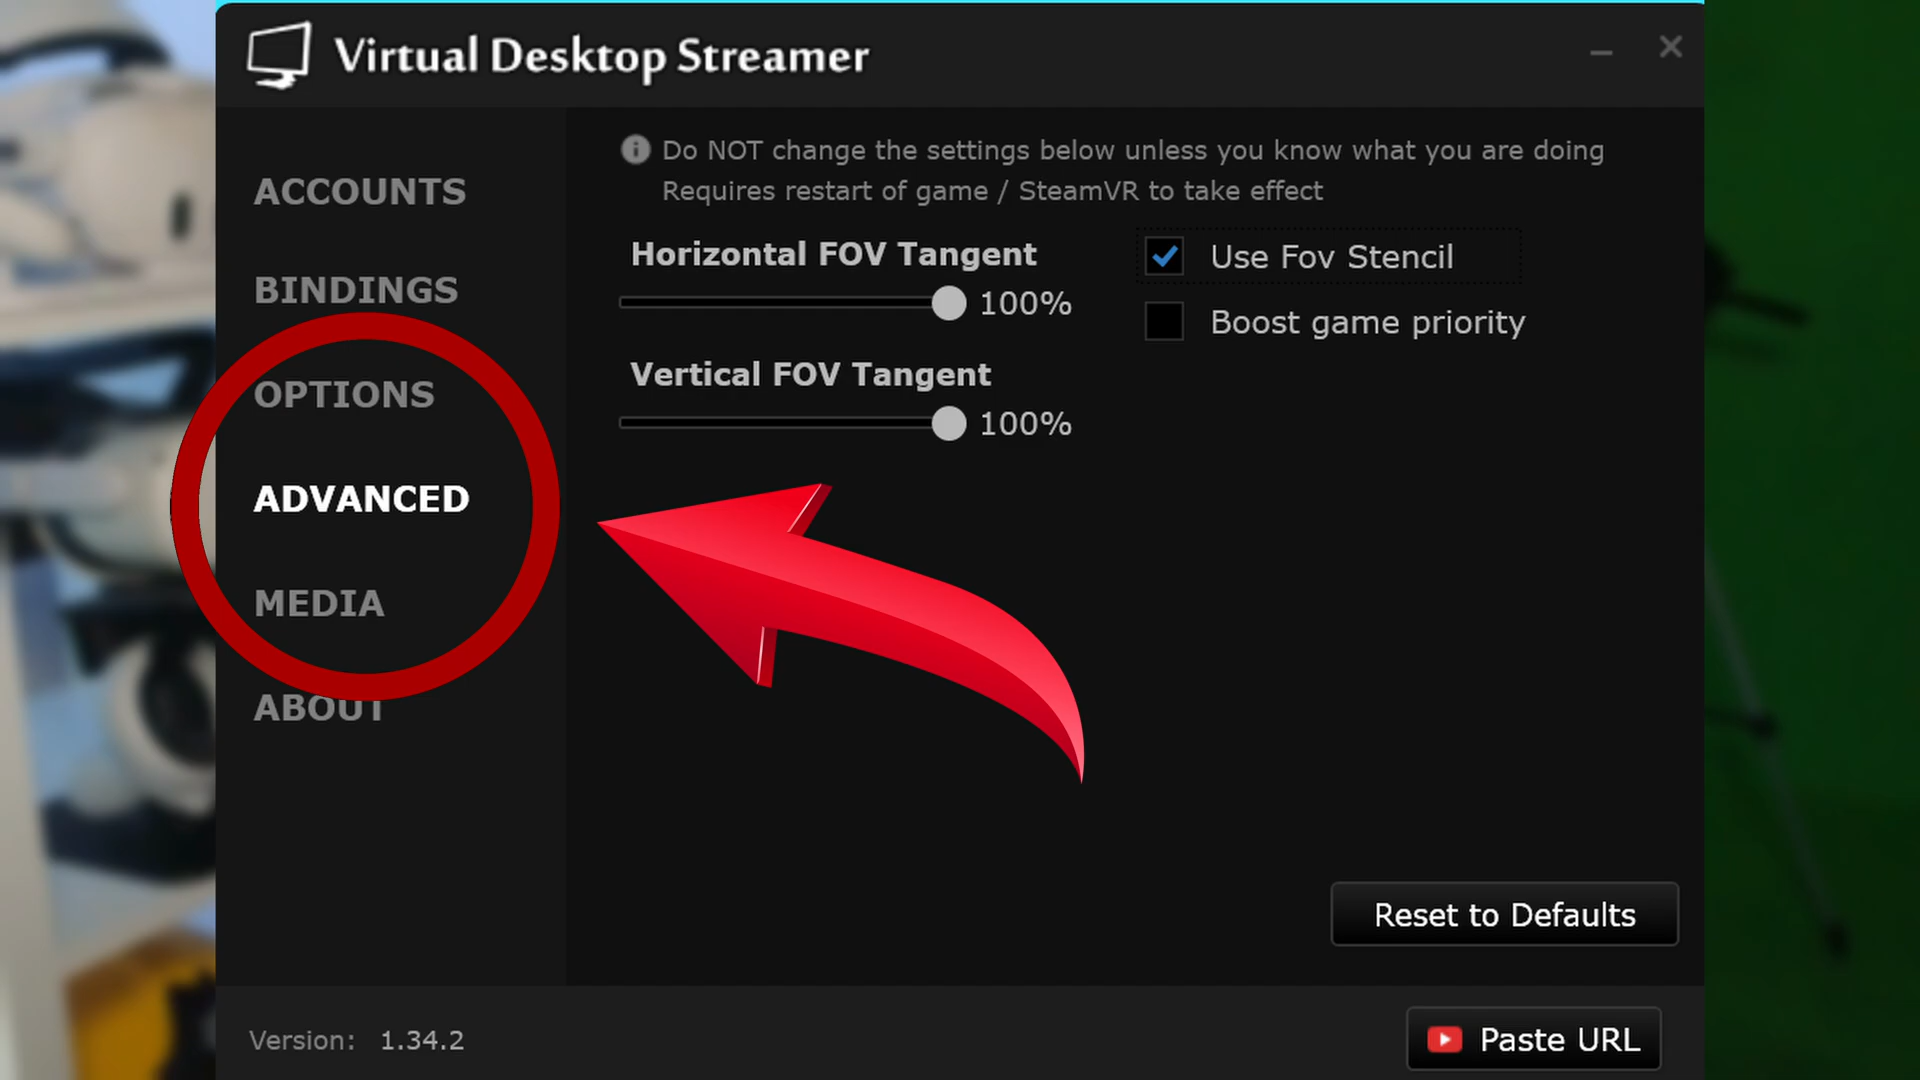 Virtual Desktop Streamer
ACCOUNTS
BINDINGS
OPTIONS
ADVANCED
MEDIA
ABOUT
Do NOT change the settings below unless you know what you are doing
Requires restart of game / SteamVR to take effect
Horizontal FOV Tangent
100%
Use Fov Stencil
Boost game priority
Vertical FOV Tangent
100%
Reset to Defaults
Version: 1.34.2
Paste URL